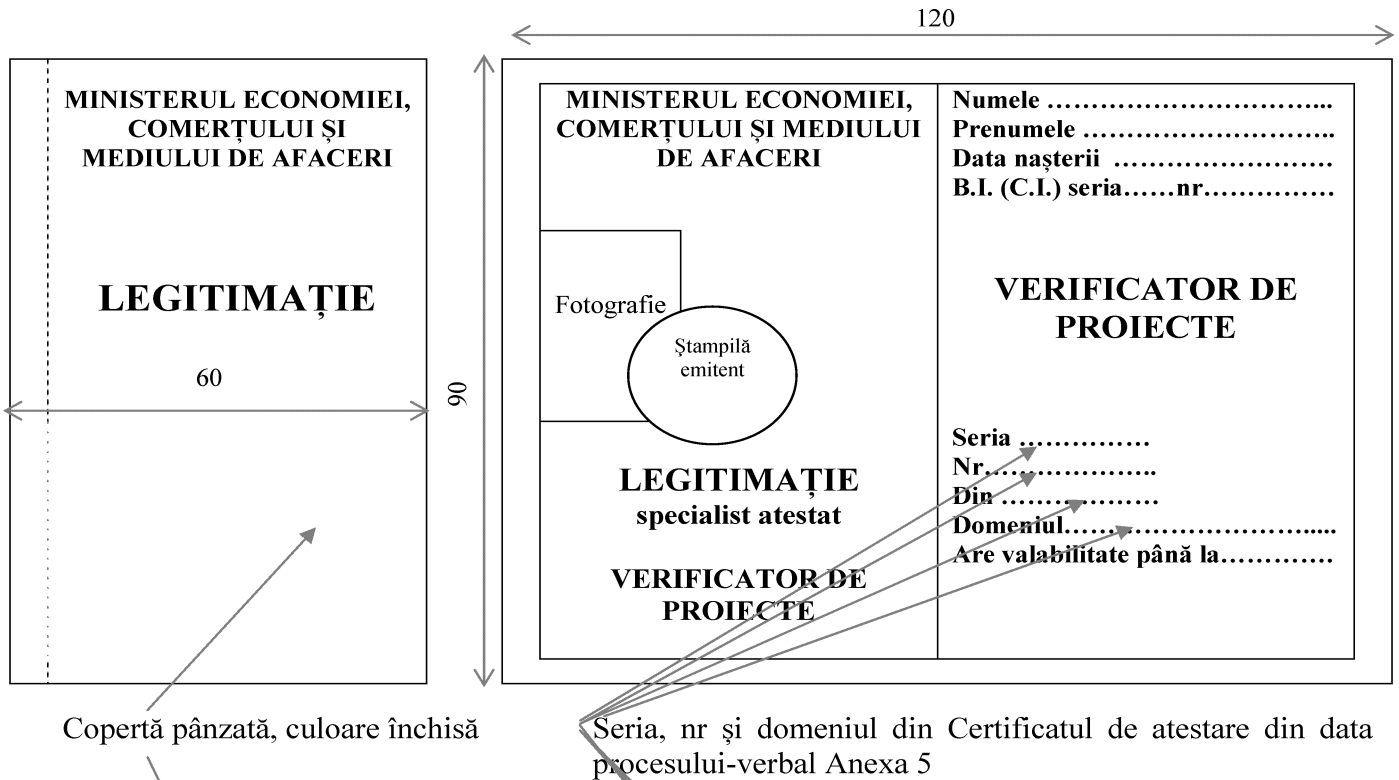 120
MINISTERUL ECONOMIEI,
COMERȚULUI ȘI
MEDIULUI DE AFACERI
LEGITIMAȚIE
60
90
MINISTERUL ECONOMIEI,
COMERȚULUI ȘI MEDIULUI
DE AFACERI
Fotografie
Ștampilă
emitent
LEGITIMAȚIE
specialist atestat
VERIFICATOR DE
PROIECTE
Numele …………………………...
Prenumele ……………………..
Data nașterii …………………….
B.I. (C.I.) seria……nr……………
VERIFICATOR DE
PROIECTE
Seria ……………
Nr………………..
Din ………………
Domeniul……………………….....
Are valabilitate până la………….
Copertă pânzată, culoare închisă
Seria, nr și domeniul din Certificatul de atestare din data
procesului-verbal Anexa 5